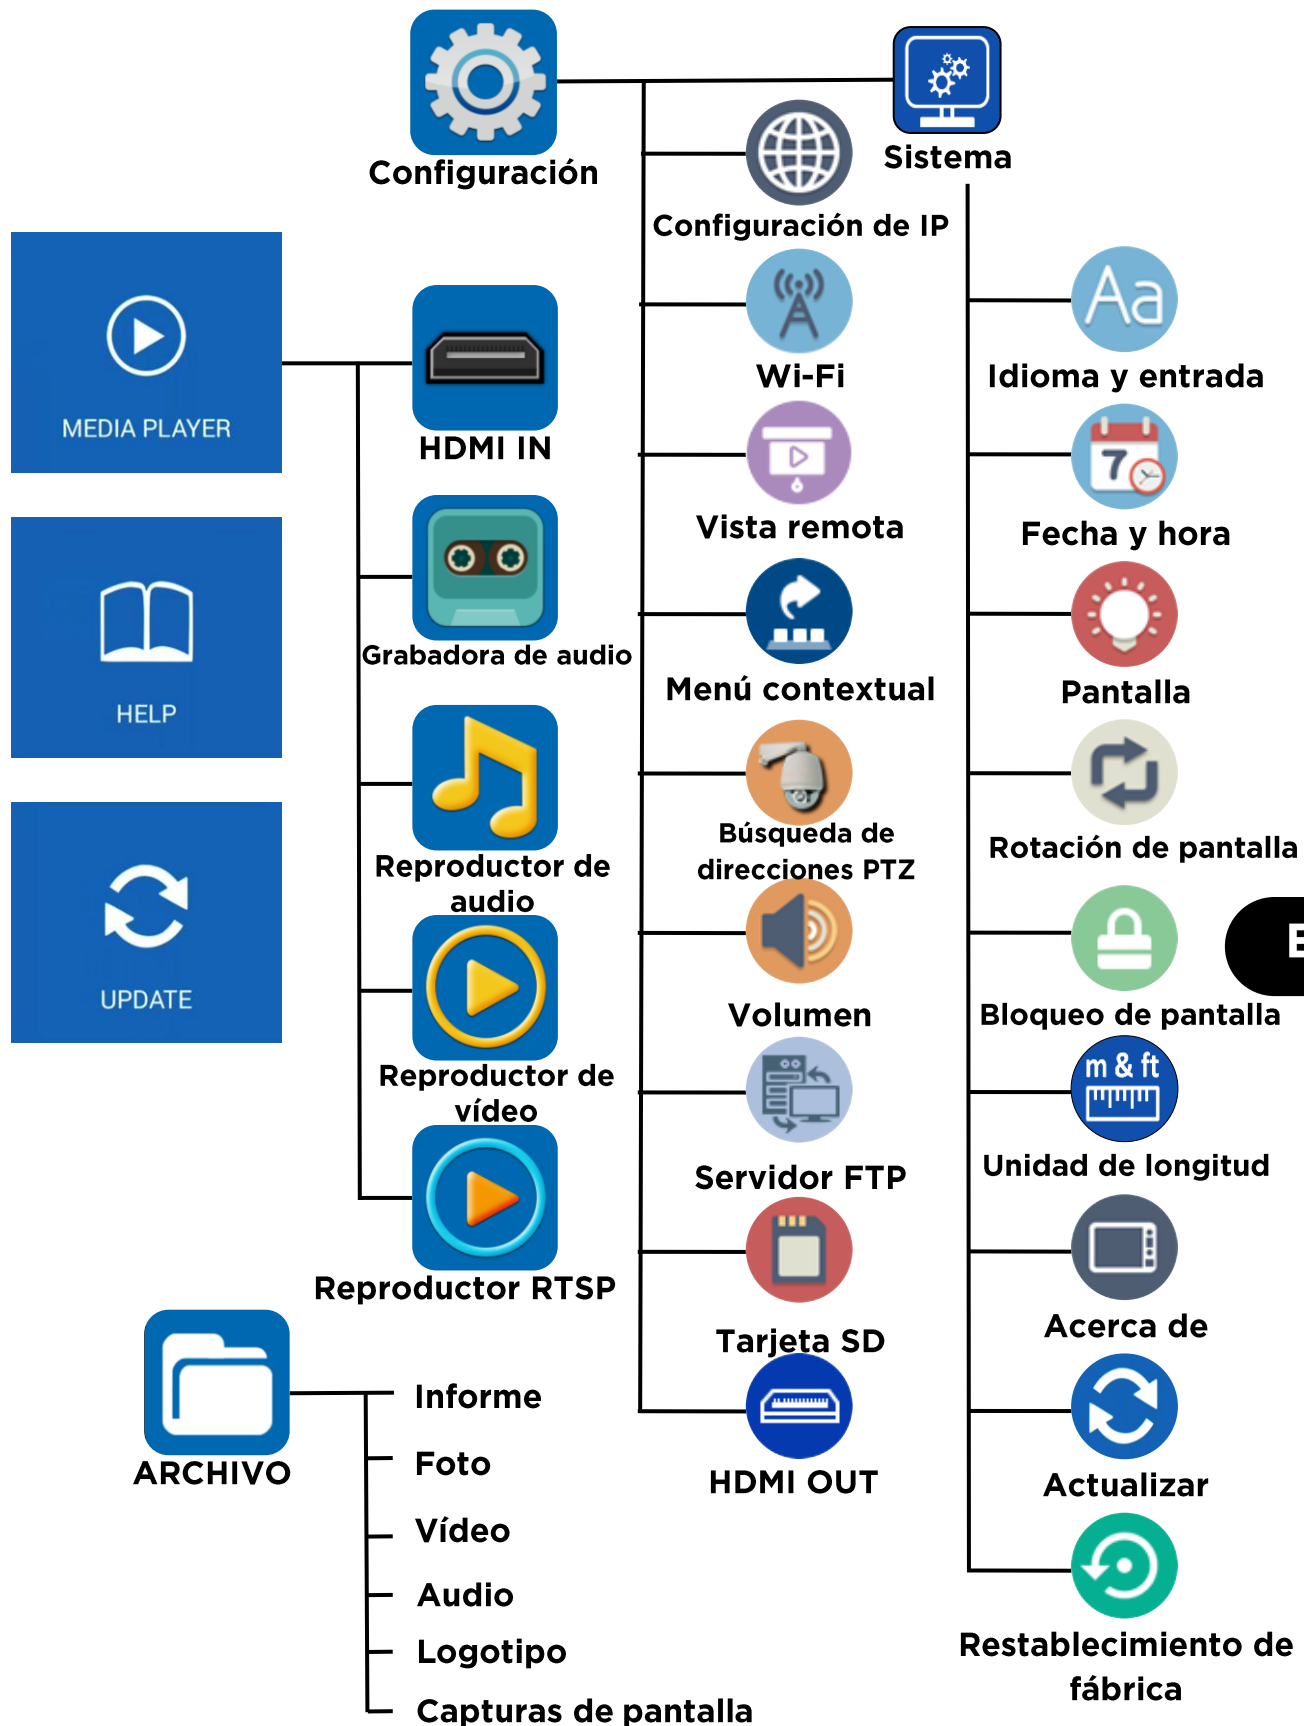 Configuración
Sistema
Configuración de IP
Wi-Fi
Vista remota
Menú contextual
Búsqueda de
direcciones PTZ
Volumen
Servidor FTP
Tarjeta SD
HDMI OUT
Aa
Idioma y entrada
7
Fecha y hora
Pantalla
Rotación de pantalla
Bloqueo de pantalla
m & ft
Unidad de longitud
Acerca de
Actualizar
Restablecimiento de
fábrica
MEDIA PLAYER
HDMI IN
Grabadora de audio
Reproductor de
audio
Reproductor de
vídeo
Reproductor RTSP
HELP
UPDATE
ARCHIVO
Informe
Foto
Vídeo
Audio
Logotipo
Capturas de pantalla